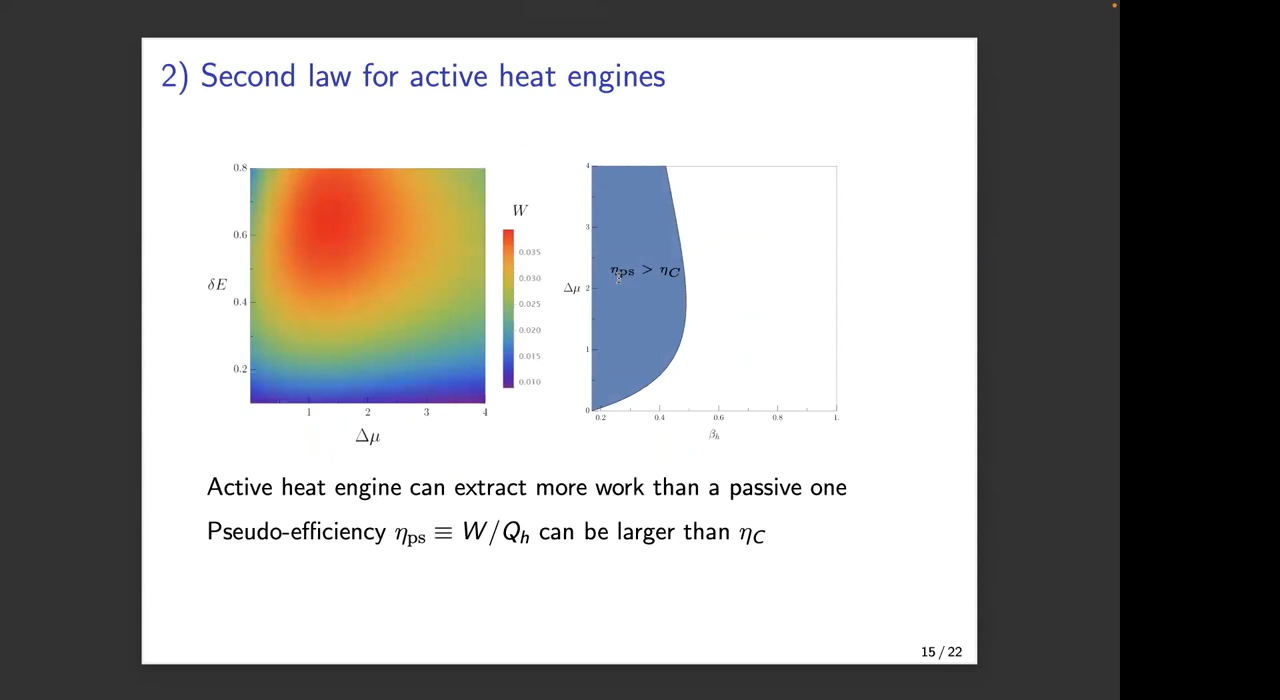 2) Second law for active heat engines
0.8
0.6
δE
0.4
0.2
1 2 3 4
Δμ
W
0.035
0.030
0.025
0.020
0.015
0.010
4
3
η_ps > η_C
Δμ 2
1
0
0.2 0.4 0.6 0.8 1.
β_h
Active heat engine can extract more work than a passive one
Pseudo-efficiency η_ps ≡ W/Q_h can be larger than η_C
15 / 22